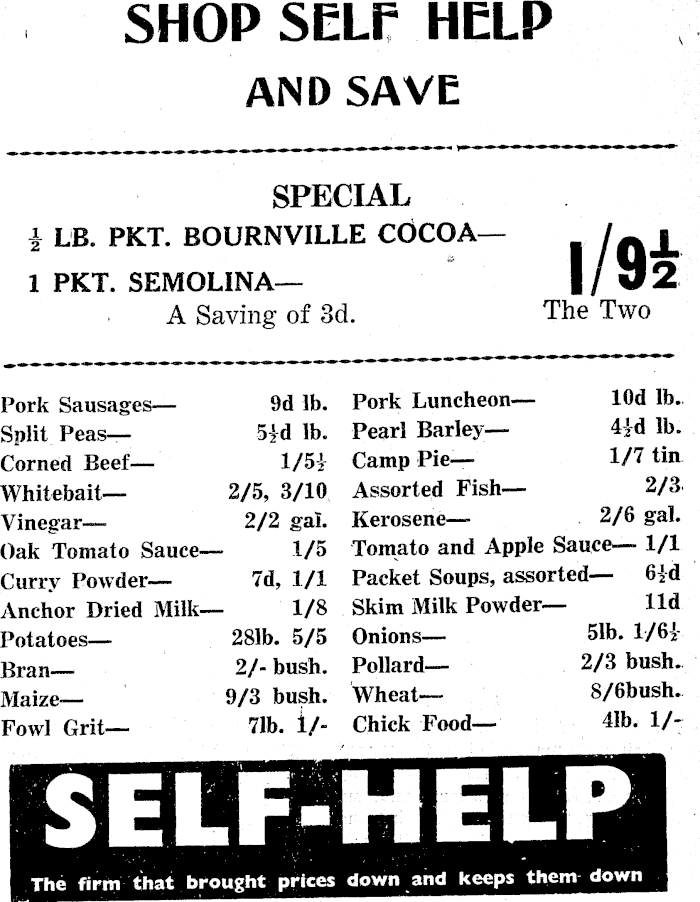 SHOP SELF HELP
AND SAVE
SPECIAL
½ LB. PKT. BOURNVILLE COCOA—
1 PKT. SEMOLINA—
A Saving of 3d.
1/9½
The Two
Pork Sausages— 9d lb.
Split Peas— 5½d lb.
Corned Beef— 1/5½
Whitebait— 2/5, 3/10
Vinegar— 2/2 gal.
Oak Tomato Sauce— 1/5
Curry Powder— 7d, 1/1
Anchor Dried Milk— 1/8
Potatoes— 28lb. 5/5
Bran— 2/- bush.
Maize— 9/3 bush.
Fowl Grit— 7lb. 1/-
Pork Luncheon— 10d lb.
Pearl Barley— 4½d lb.
Camp Pie— 1/7 tin
Assorted Fish— 2/3
Kerosene— 2/6 gal.
Tomato and Apple Sauce— 1/1
Packet Soups, assorted— 6½d
Skim Milk Powder— 11d
Onions— 5lb. 1/6½
Pollard— 2/3 bush.
Wheat— 8/6bush.
Chick Food— 4lb. 1/-
SELF-HELP
The firm that brought prices down and keeps them down